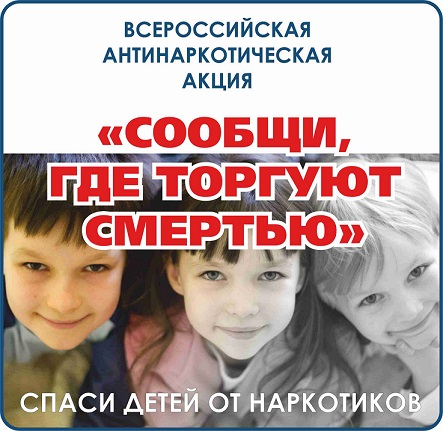 ВСЕРОССИЙСКАЯ
АНТИНАРКОТИЧЕСКАЯ
АКЦИЯ
«СООБЩИ,
ГДЕ ТОРГУЮТ
СМЕРТЬЮ»
СПАСИ ДЕТЕЙ ОТ НАРКОТИКОВ